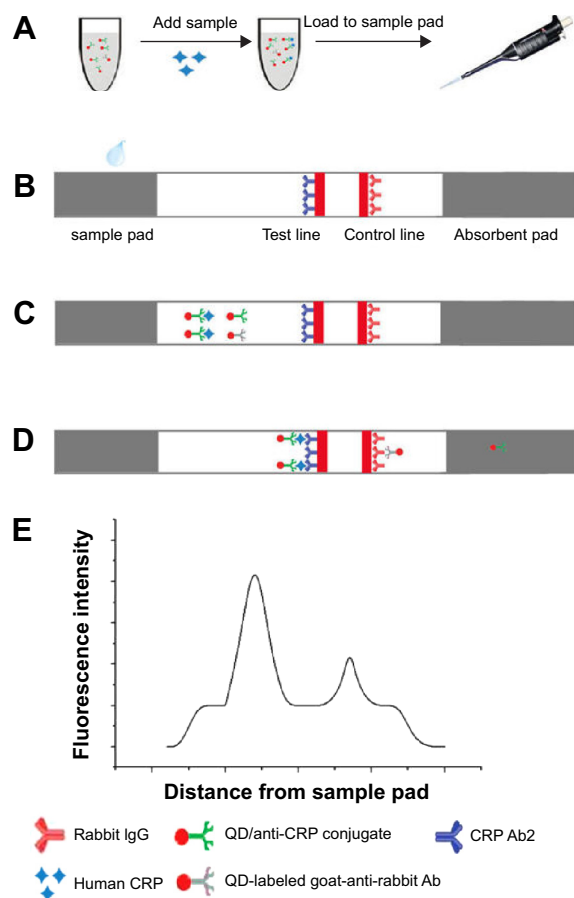 A
Add sample
Load to sample pad
B
sample pad
Test line
Control line
Absorbent pad
C
D
E
Fluorescence intensity
Distance from sample pad
Rabbit IgG
QD/anti-CRP conjugate
CRP Ab2
Human CRP
QD-labeled goat-anti-rabbit Ab